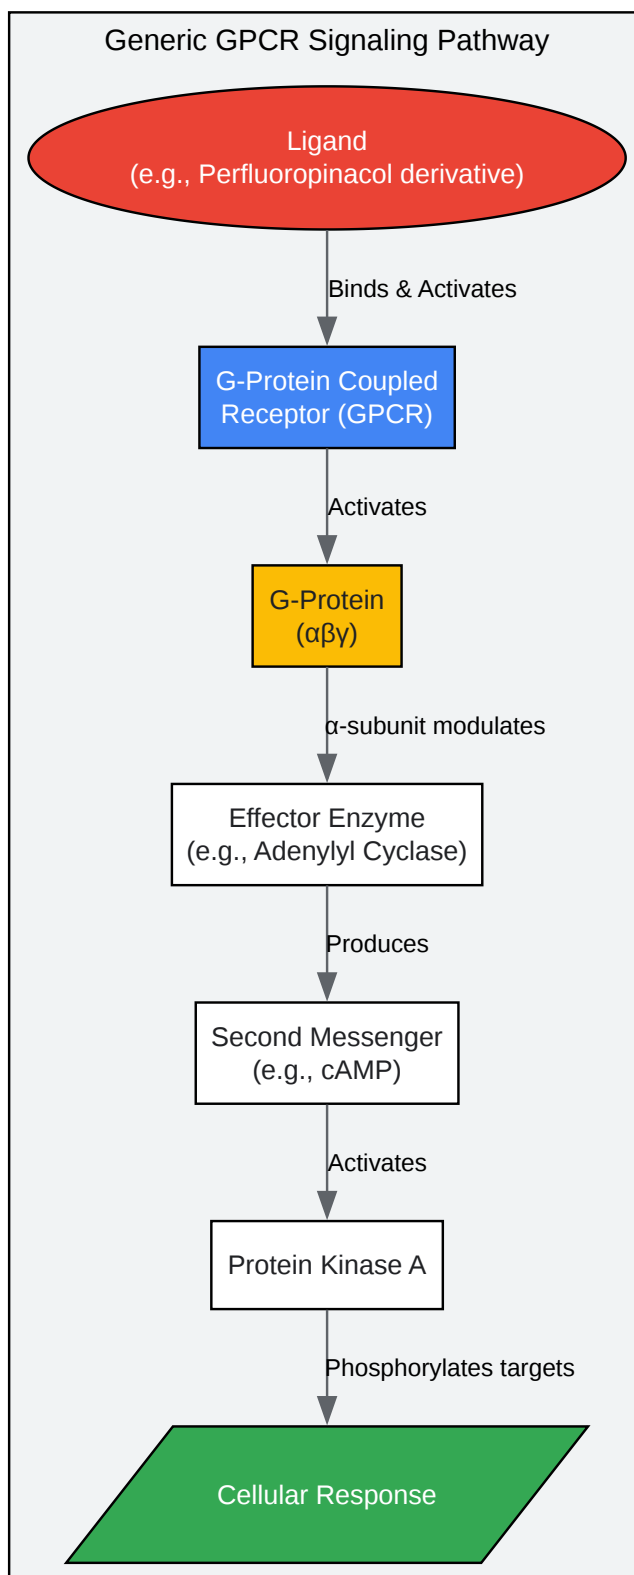 Generic GPCR Signaling Pathway
Ligand
(e.g., Perfluoropinacol derivative)
Binds & Activates
G-Protein Coupled
Receptor (GPCR)
Activates
G-Protein
(αβγ)
α-subunit modulates
Effector Enzyme
(e.g., Adenylyl Cyclase)
Produces
Second Messenger
(e.g., cAMP)
Activates
Protein Kinase A
Phosphorylates targets
Cellular Response